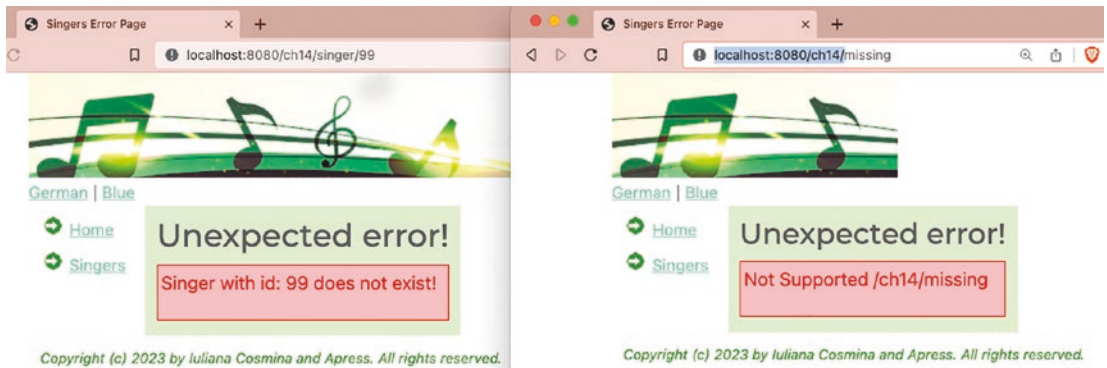 Singers Error Page
localhost:8080/ch14/singer/99
German | Blue
Home
Singers
Unexpected error!
Singer with id: 99 does not exist!
Copyright (c) 2023 by Iuliana Cosmina and Apress. All rights reserved.
Singers Error Page
localhost:8080/ch14/missing
German | Blue
Home
Singers
Unexpected error!
Not Supported /ch14/missing
Copyright (c) 2023 by Iuliana Cosmina and Apress. All rights reserved.